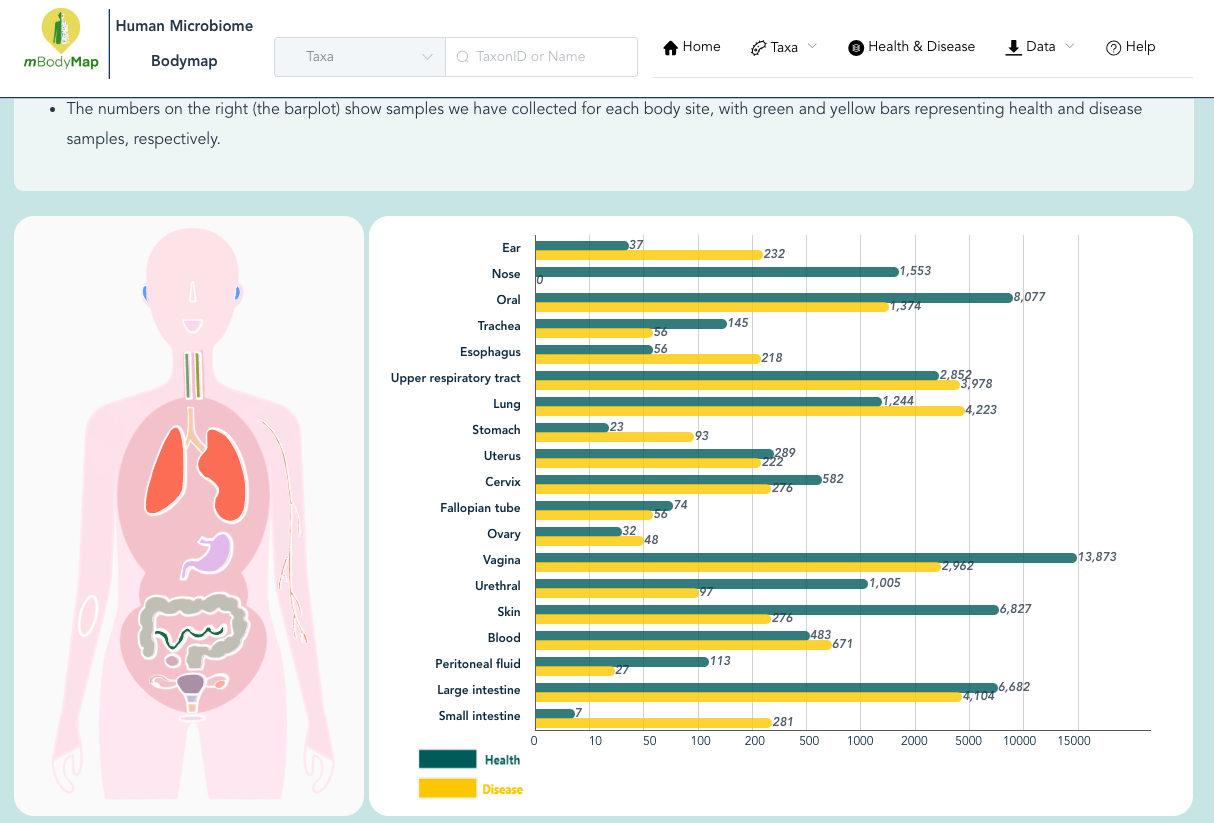 mBodyMap
Human Microbiome
Bodymap
Taxa
TaxonID or Name
Home
Taxa
Health & Disease
Data
Help
• The numbers on the right (the barplot) show samples we have collected for each body site, with green and yellow bars representing health and disease
samples, respectively.
Ear 37
232
Nose 1,553
0
Oral 8,077
1,374
Trachea 145
56
Esophagus 56
218
Upper respiratory tract 2,852
3,978
Lung 1,244
4,223
Stomach 23
93
Uterus 289
222
Cervix 582
276
Fallopian tube 74
56
Ovary 32
48
Vagina 13,873
2,962
Urethral 1,005
97
Skin 6,827
276
Blood 483
671
Peritoneal fluid 113
27
Large intestine 6,682
4,104
Small intestine 7
281
0 10 50 100 200 500 1000 2000 5000 10000 15000
Health
Disease